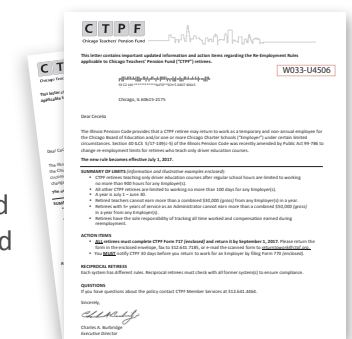 CTPF
Chicago Teachers' Pension Fund
This letter contains important updated information and action items regarding the Re-Employment Rules
applicable to Chicago Teachers' Pension Fund ("CTPF") retirees.
W033-U4506
Chicago, IL 60623-2175
Dear Cecelia
The Illinois Pension Code provides that a CTPF retiree may return to work as a temporary and non-annual employee for
the Chicago Board of Education and/or one or more Chicago Charter Schools ("Employer") under certain limited
circumstances. Section 40 ILCS 5/17-149(c-5) of the Illinois Pension Code was recently amended by Public Act 99-786 to
change re-employment limits for retirees who teach only driver education courses.
The new rule becomes effective July 1, 2017.
SUMMARY OF LIMITS (information and illustrative examples enclosed):
• CTPF retirees teaching only driver education courses after regular school hours are limited to working
no more than 900 hours for any Employer(s).
• All other CTPF retirees are limited to working no more than 100 days for any Employer(s).
• A year is July 1 – June 30.
• Retired teachers cannot earn more than a combined $30,000 (gross) from any Employer(s) in a year.
• Retirees with 5+ years of service as an Administrator cannot earn more than a combined
in a year from any Employer(s).
• Retirees have the sole responsibility of tracking all time worked and compensation earned during
reemployment.
ACTION ITEMS
• ALL retirees must complete CTPF Form 717 (enclosed) and return it by September 1, 2017. Please return the
form in the enclosed envelope, fax to 312.641.7185, or e-mail the scanned form to returntowork@ctpf.org.
• You MUST notify CTPF 30 days before you return to work for an Employer by filing Form 770 (enclosed).
RECIPROCAL RETIREES
Each system has different rules. Reciprocal retirees must check with all former system(s) to ensure compliance.
QUESTIONS
If you have questions about the policy contact CTPF Member Services at 312.641.4464.
Sincerely,
Charles A. Burbridge
Executive Director